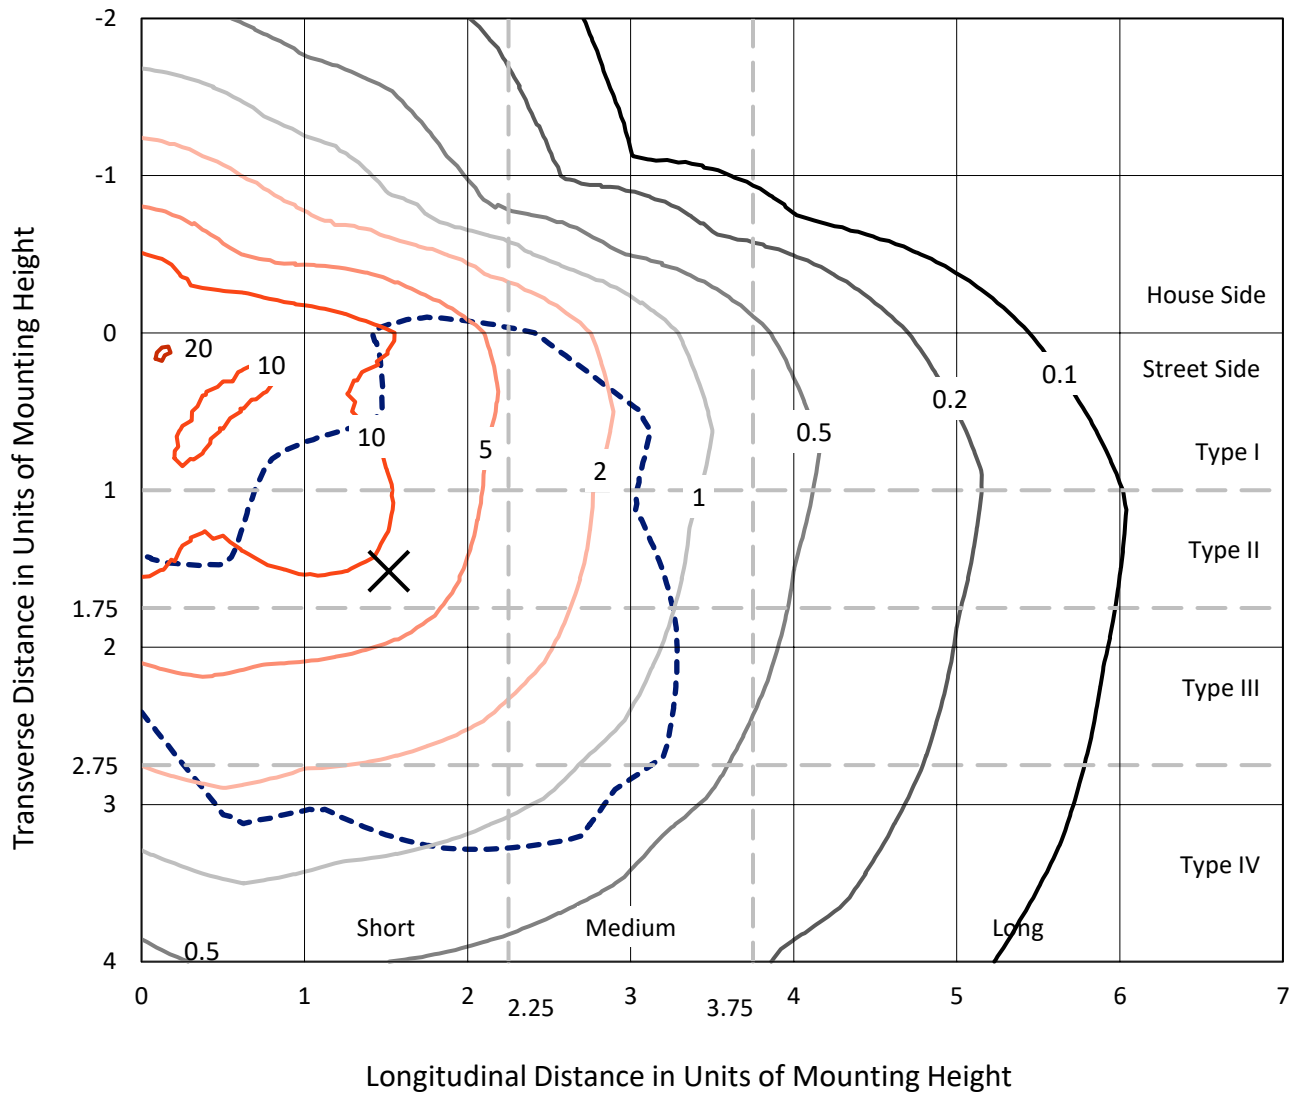 -2
-1
House Side
0
20
10
Street Side
0.1
0.2
0.5
10
5
2
1
Type I
1
Type II
1.75
2
Type III
2.75
3
Type IV
Short
Medium
Long
0.5
4
0
1
2
2.25
3
3.75
4
5
6
7
Transverse Distance in Units of Mounting Height
Longitudinal Distance in Units of Mounting Height